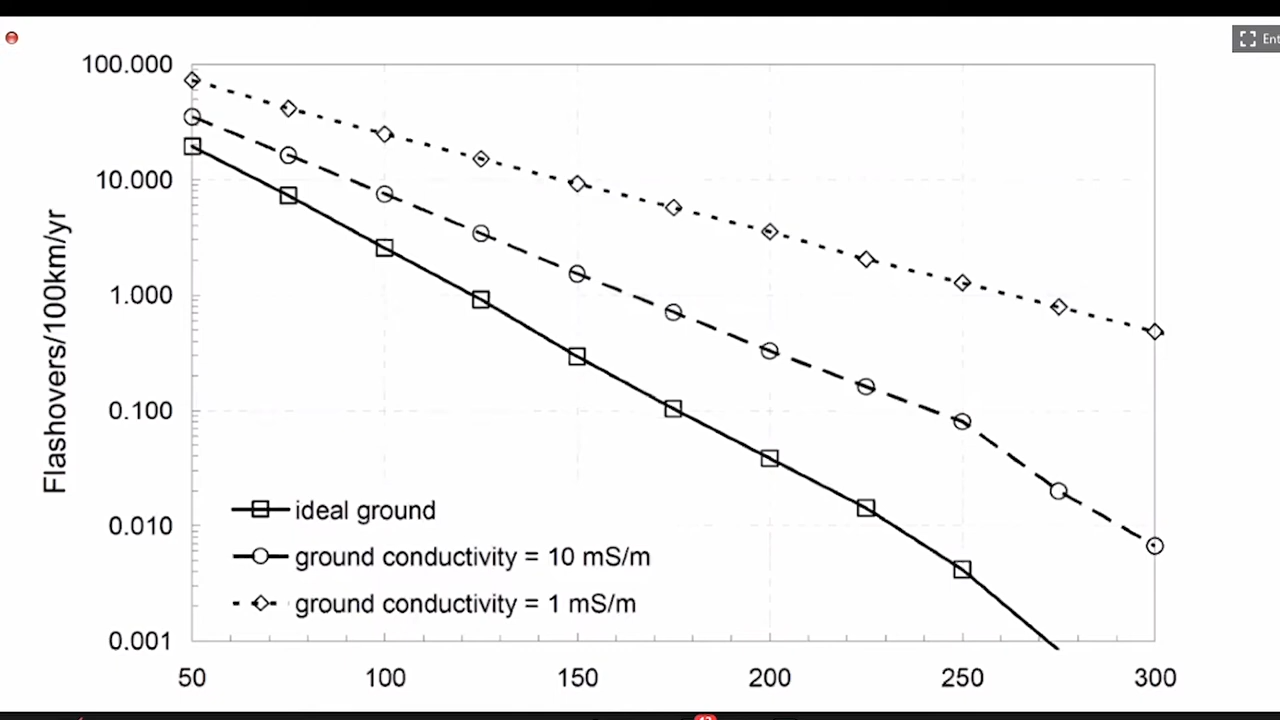 Ent
100.000
10.000
1.000
0.100
0.010
0.001
Flashovers/100km/yr
ideal ground
ground conductivity = 10 mS/m
ground conductivity = 1 mS/m
50 100 150 200 250 300